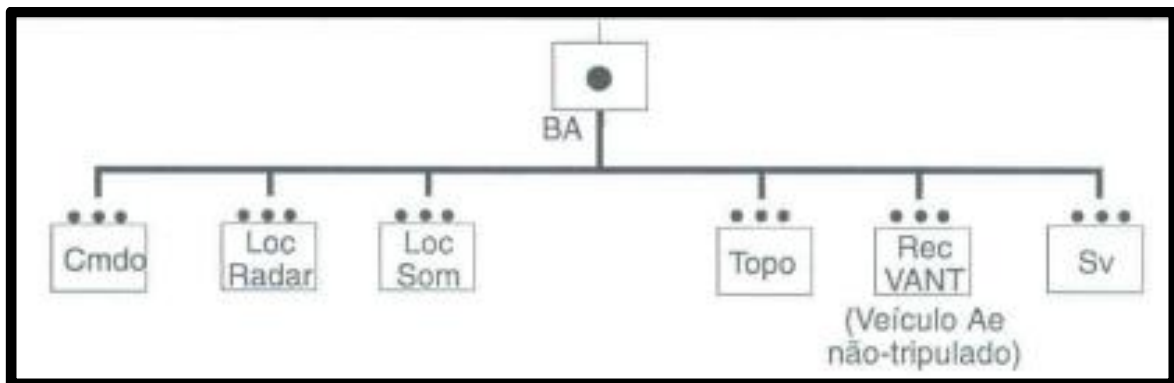 BA
Cmdo
Loc
Radar
Loc
Som
Topo
Rec
VANT
(Veículo Ae
não-tripulado)
Sv